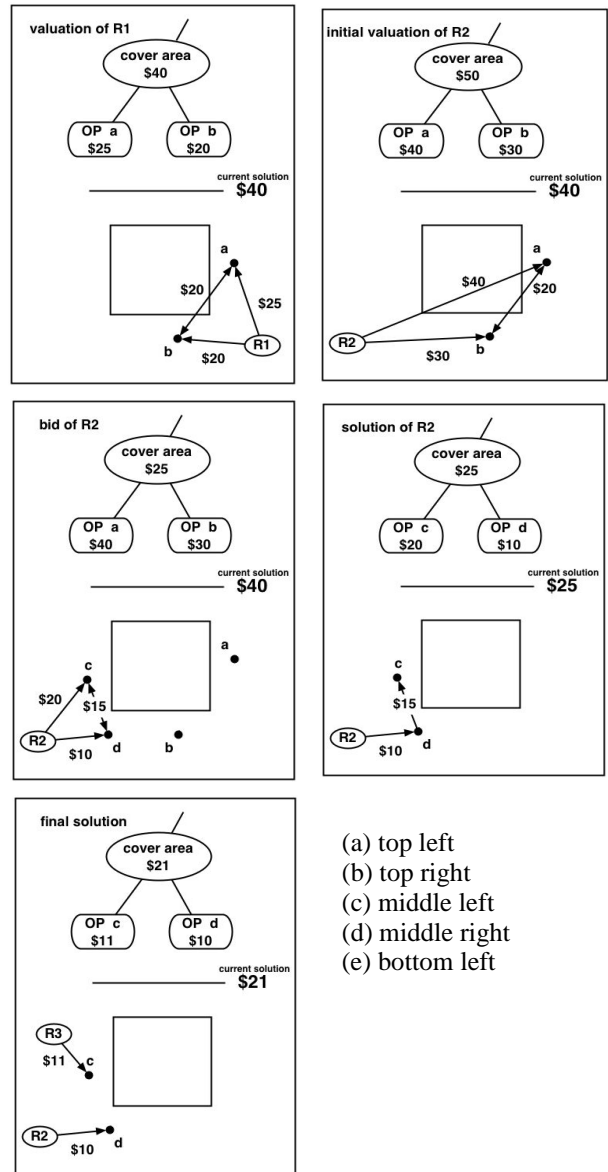 valuation of R1
cover area
$40
OP a
$25
OP b
$20
current solution
$40
a
$20
$25
b
$20
R1
initial valuation of R2
cover area
$50
OP a
$40
OP b
$30
current solution
$40
a
$40
$20
R2
b
$30
bid of R2
cover area
$25
OP a
$40
OP b
$30
current solution
$40
a
c
$20
$15
R2
$10
d
b
solution of R2
cover area
$25
OP c
$20
OP d
$10
current solution
$25
c
$15
R2
$10
d
final solution
cover area
$21
OP c
$11
OP d
$10
current solution
$21
R3
$11
c
R2
$10
d
(a) top left
(b) top right
(c) middle left
(d) middle right
(e) bottom left